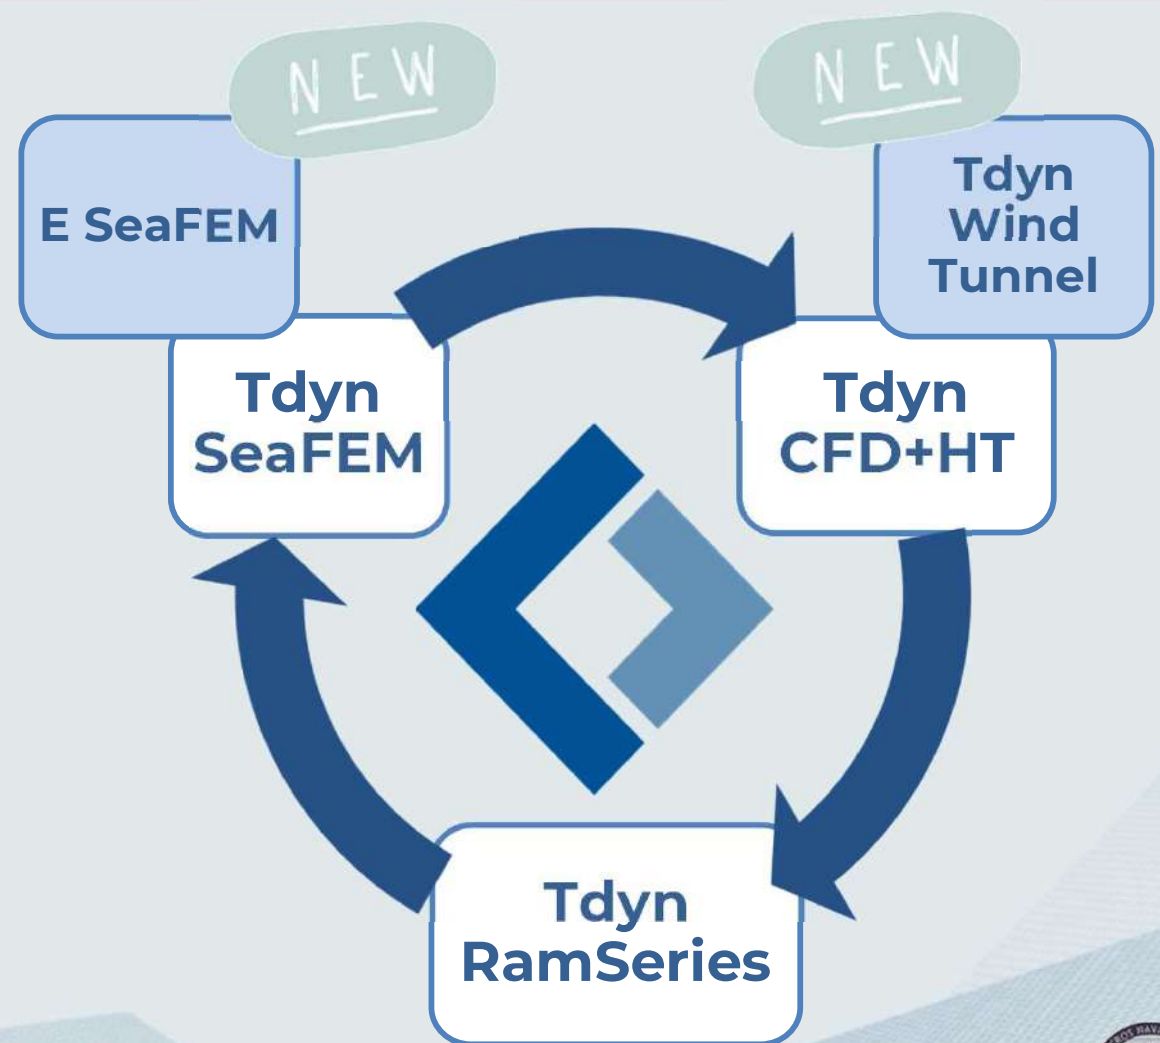 NEW
NEW
E SeaFEM
Tdyn
Wind
Tunnel
Tdyn
SeaFEM
Tdyn
CFD+HT
Tdyn
RamSeries